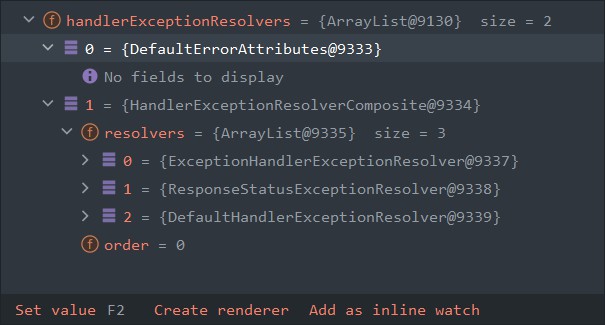 f handlerExceptionResolvers = {ArrayList@9130} size = 2
0 = {DefaultErrorAttributes@9333}
i No fields to display
1 = {HandlerExceptionResolverComposite@9334}
f resolvers = {ArrayList@9335} size = 3
0 = {ExceptionHandlerExceptionResolver@9337}
1 = {ResponseStatusExceptionResolver@9338}
2 = {DefaultHandlerExceptionResolver@9339}
f order = 0
Set value F2 Create renderer Add as inline watch